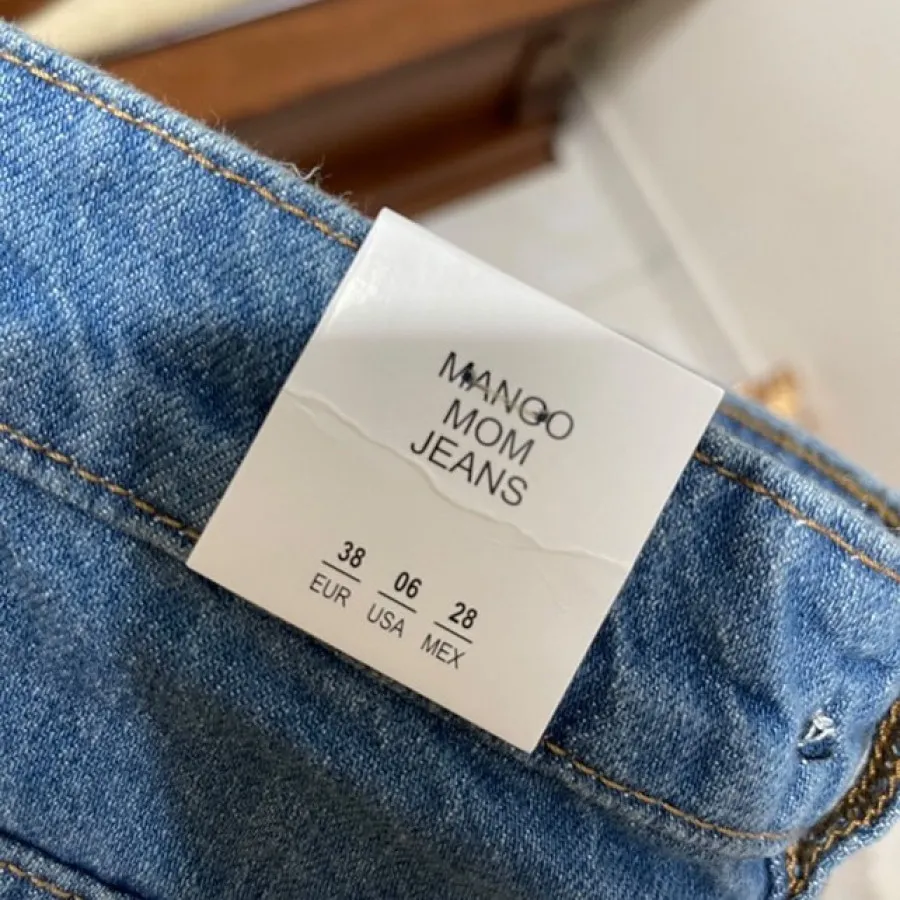 MANGO
MOM
JEANS
38 06 28
EUR USA MEX